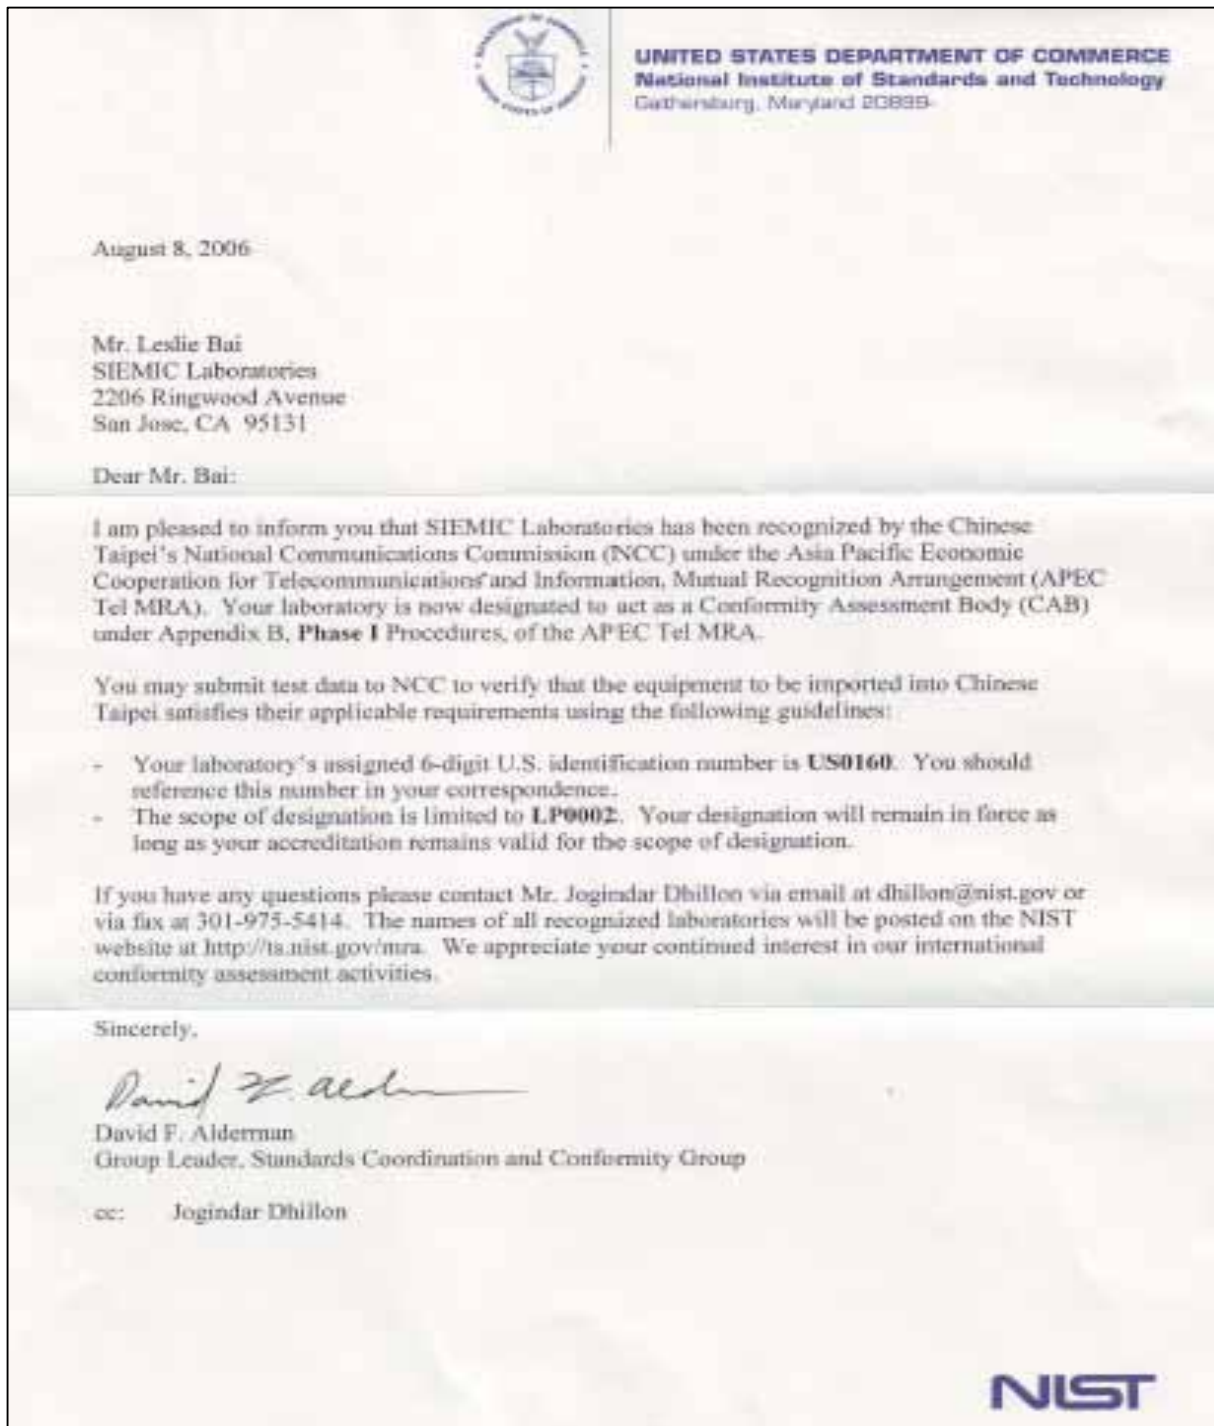 UNITED STATES DEPARTMENT OF COMMERCE
National Institute of Standards and Technology
Gaithersburg, Maryland 20899-
August 8, 2006
Mr. Leslie Bai
SIEMIC Laboratories
2206 Ringwood Avenue
San Jose, CA 95131
Dear Mr. Bai:
I am pleased to inform you that SIEMIC Laboratories has been recognized by the Chinese
Taipei's National Communications Commission (NCC) under the Asia Pacific Economic
Cooperation for Telecommunications and Information, Mutual Recognition Arrangement (APEC
Tel MRA). Your laboratory is now designated to act as a Conformity Assessment Body (CAB)
under Appendix B, Phase I Procedures, of the APEC Tel MRA.
You may submit test data to NCC to verify that the equipment to be imported into Chinese
Taipei satisfies their applicable requirements using the following guidelines:
- Your laboratory's assigned 6-digit U.S. identification number is US0160. You should
reference this number in your correspondence.
- The scope of designation is limited to LP0002. Your designation will remain in force as
long as your accreditation remains valid for the scope of designation.
If you have any questions please contact Mr. Jogindar Dhillon via email at dhillon@nist.gov or
via fax at 301-975-5414. The names of all recognized laboratories will be posted on the NIST
website at http://ts.nist.gov/mra. We appreciate your continued interest in our international
conformity assessment activities.
Sincerely,
David F. Alderman
David F. Alderman
Group Leader, Standards Coordination and Conformity Group
cc: Jogindar Dhillon
NIST